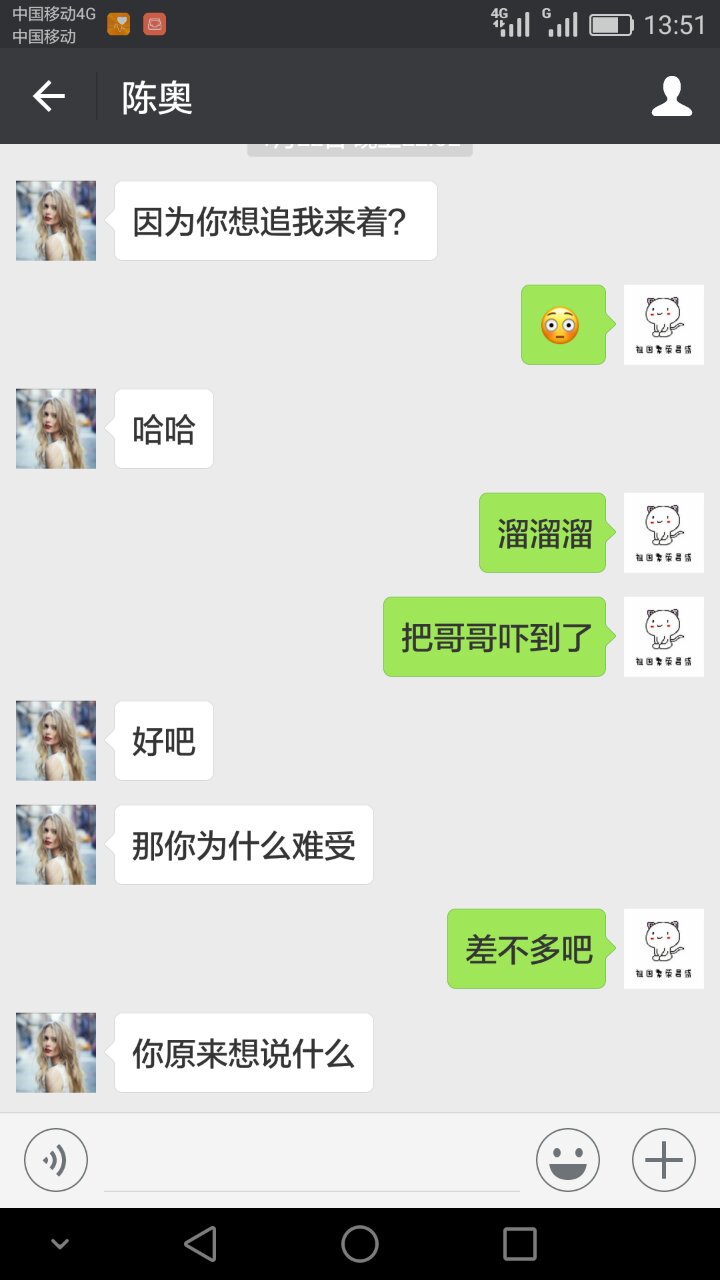 中国移动4G
中国移动
4G
G
13:51
陈奥
因为你想追我来着?
哈哈
溜溜溜
把哥哥吓到了
好吧
那你为什么难受
差不多吧
你原来想说什么